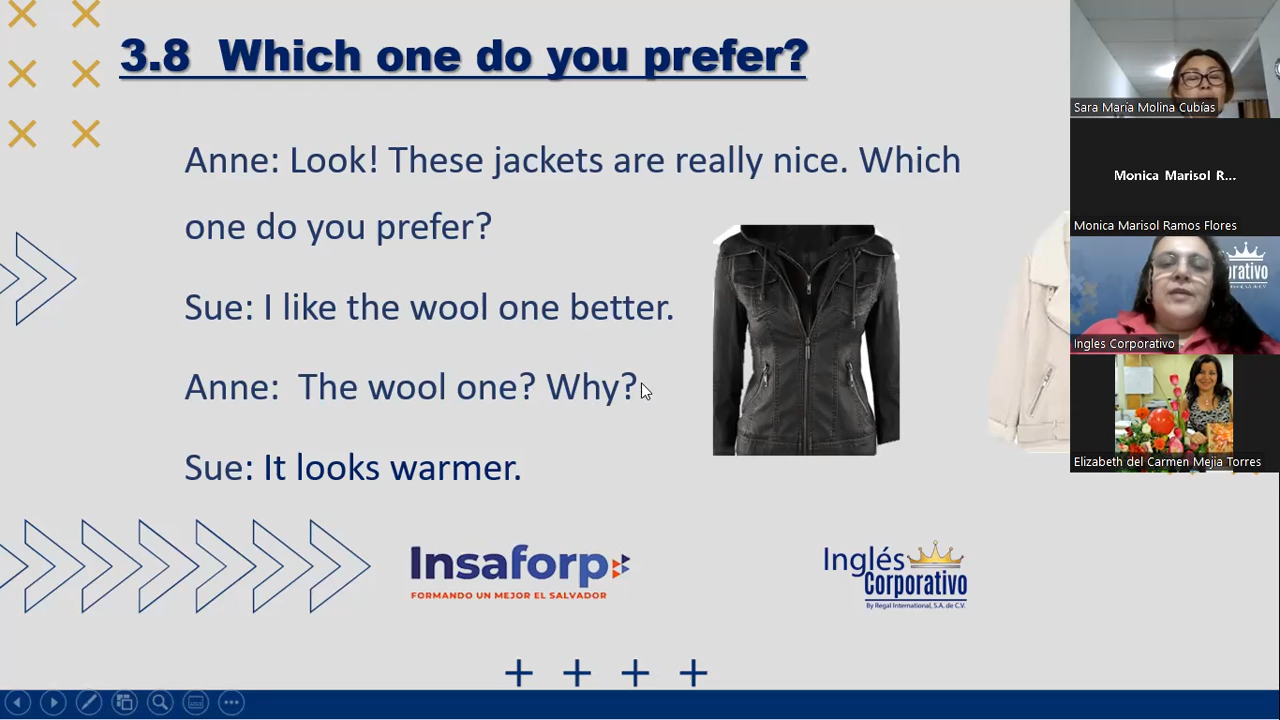 3.8 Which one do you prefer?
Anne: Look! These jackets are really nice. Which
one do you prefer?
Sue: I like the wool one better.
Anne: The wool one? Why?
Sue: It looks warmer.
Insaforp
FORMANDO UN MEJOR EL SALVADOR
Inglés
Corporativo
By Regal International, S.A. de C.V.
Sara Maria Molina Cubías
Monica Marisol R...
Monica Marisol Ramos Flores
Ingles Corporativo
Elizabeth del Carmen Mejia Torres